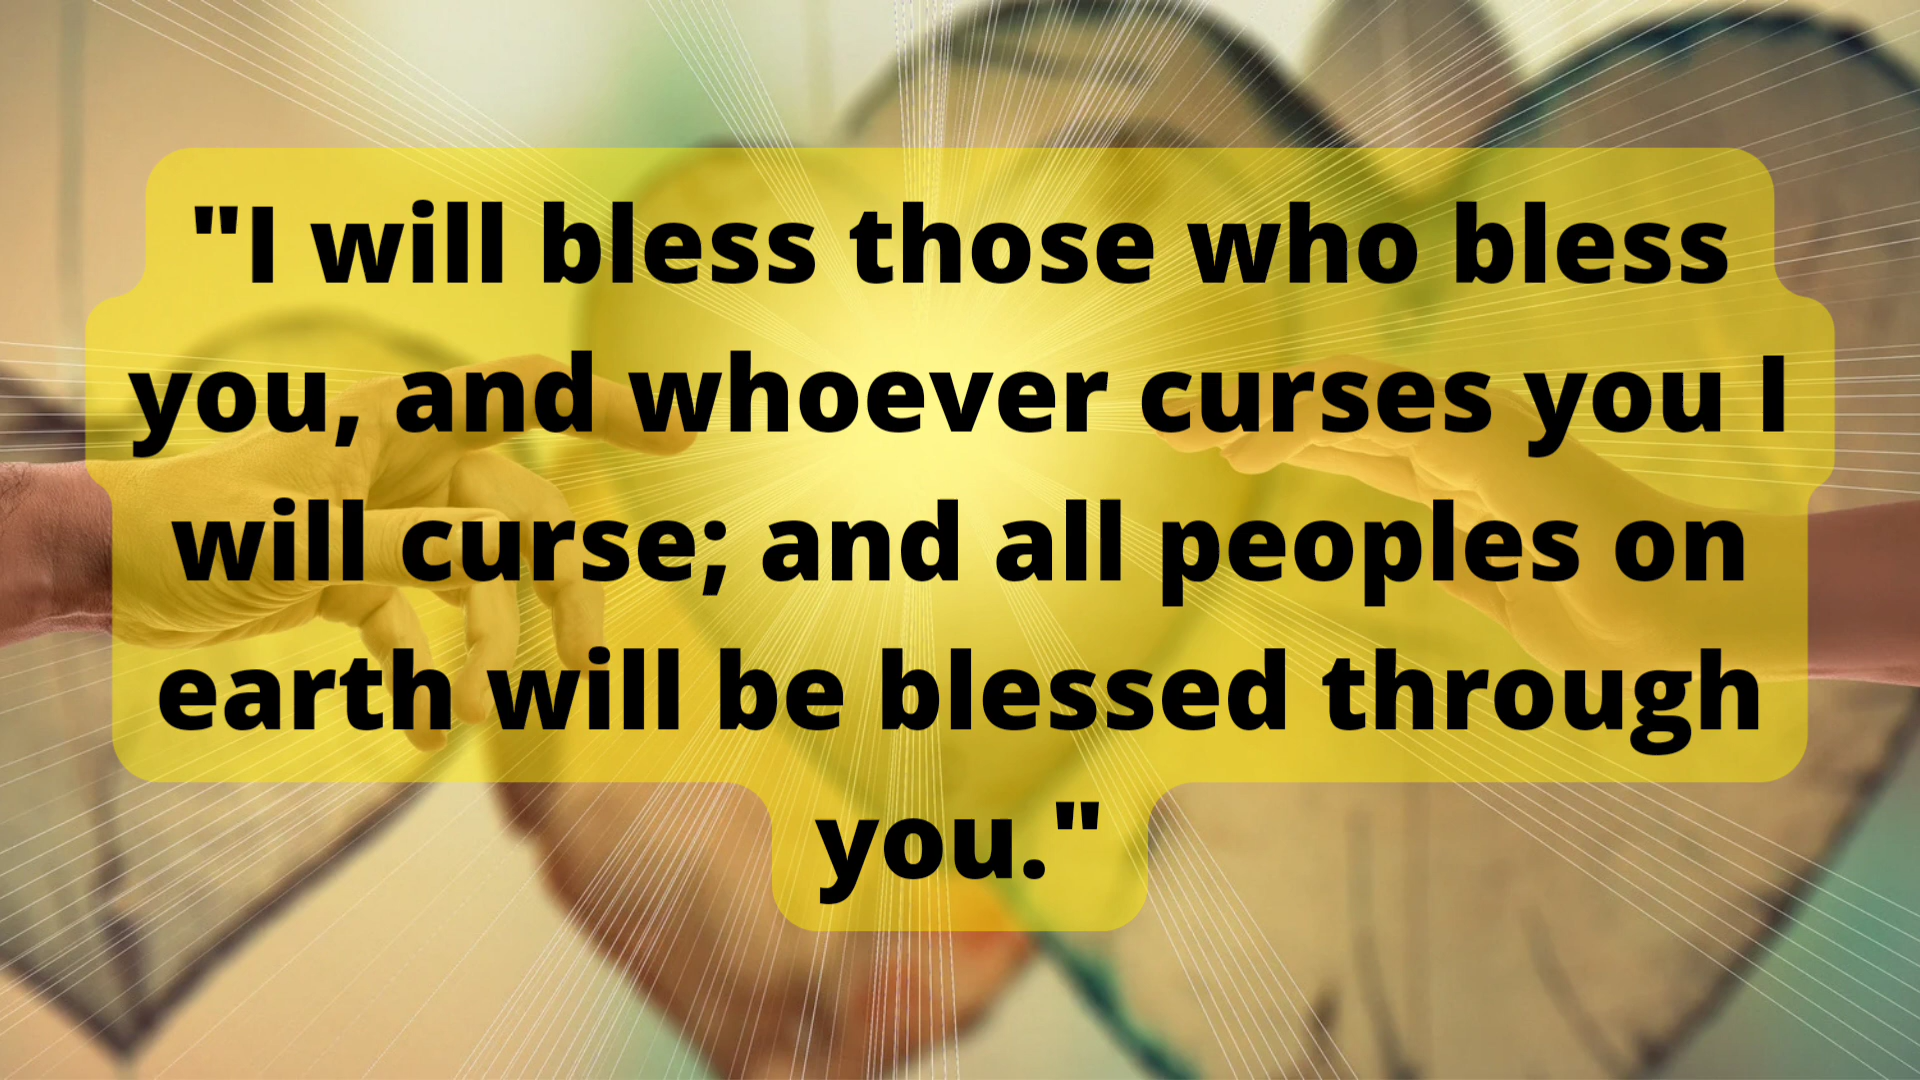 "I will bless those who bless
you, and whoever curses you I
will curse; and all peoples on
earth will be blessed through
you."